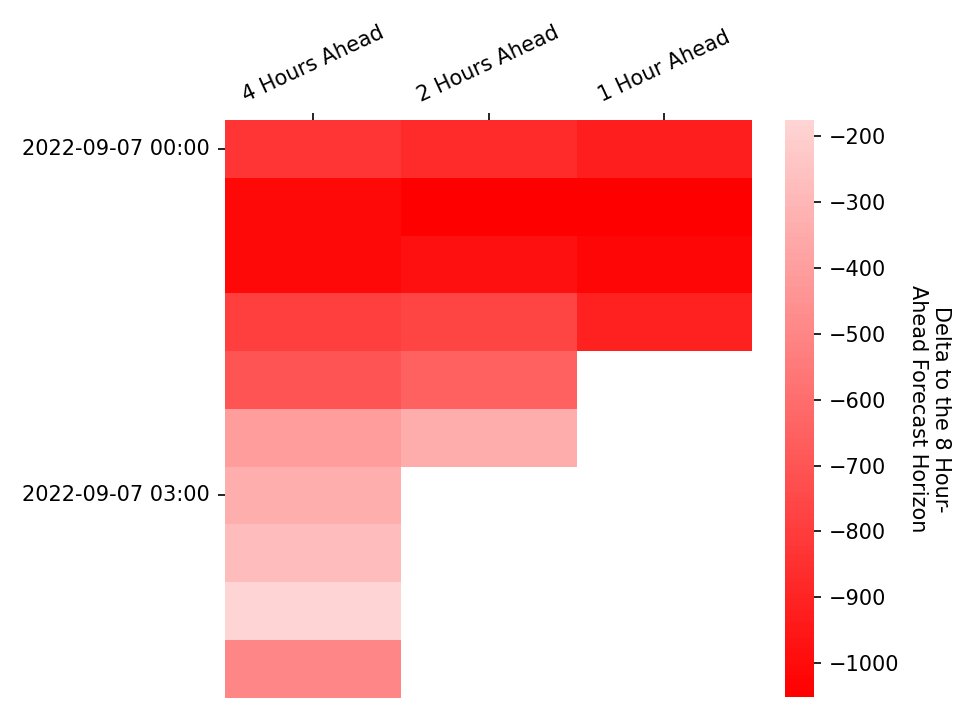 4 Hours Ahead
2 Hours Ahead
1 Hour Ahead
2022-09-07 00:00
2022-09-07 03:00
−200
−300
−400
−500
−600
−700
−800
−900
−1000
Delta to the 8 Hour-
Ahead Forecast Horizon